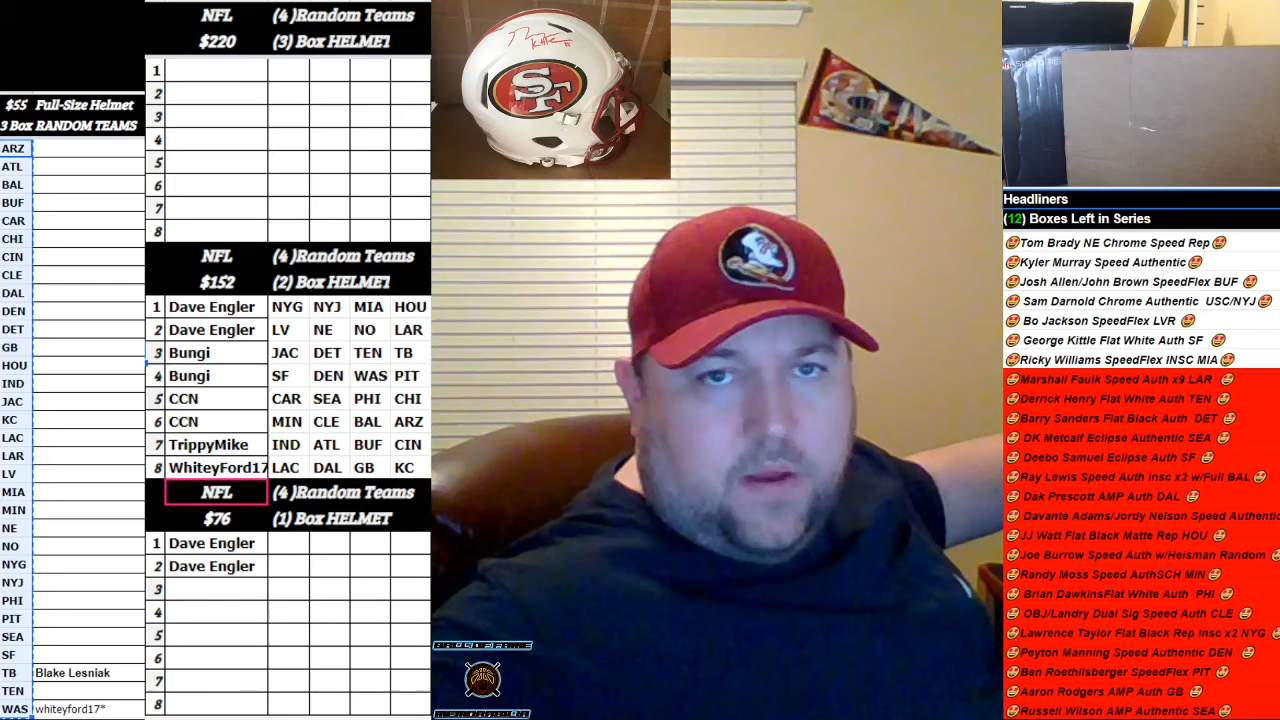 $55 Full-Size Helmet
3 Box RANDOM TEAMS
ARZ
ATL
BAL
BUF
CAR
CHI
CIN
CLE
DAL
DEN
DET
GB
HOU
IND
JAC
KC
LAC
LAR
LV
MIA
MIN
NE
NO
NYG
NYJ
PHI
PIT
SEA
SF
TB Blake Lesniak
TEN
WAS whiteyford17*
NFL (4 )Random Teams
$220 (3) Box HELMET
1
2
3
4
5
6
7
8
NFL (4)Random Teams
$152 (2) Box HELMET
1 Dave Engler NYG NYJ MIA HOU
2 Dave Engler LV NE NO LAR
3 Bungi JAC DET TEN TB
4 Bungi SF DEN WAS PIT
5 CCN CAR SEA PHI CHI
6 CCN MIN CLE BAL ARZ
7 TrippyMike IND ATL BUF CIN
8 WhiteyFord17 LAC DAL GB KC
NFL (4)Random Teams
$76 (1) Box HELMET
1 Dave Engler
2 Dave Engler
3
4
5
6
7
8
SF
BALL OF FAME
MEMORABILIA
Headliners
(12) Boxes Left in Series
Tom Brady NE Chrome Speed Rep
Kyler Murray Speed Authentic
Josh Allen/John Brown SpeedFlex BUF
Sam Darnold Chrome Authentic USC/NYJ
Bo Jackson SpeedFlex LVR
George Kittle Flat White Auth SF
Ricky Williams SpeedFlex INSC MIA
Marshall Faulk Speed Auth x9 LAR
Derrick Henry Flat White Auth TEN
Barry Sanders Flat Black Auth DET
DK Metcalf Eclipse Authentic SEA
Deebo Samuel Eclipse Auth SF
Ray Lewis Speed Auth insc x2 w/Full BAL
Dak Prescott AMP Auth DAL
Davante Adams/Jordy Nelson Speed Authentic
JJ Watt Flat Black Matte Rep HOU
Joe Burrow Speed Auth w/Heisman Random
Randy Moss Speed AuthSCH MIN
Brian DawkinsFlat White Auth PHI
OBJ/Landry Dual Sig Speed Auth CLE
Lawrence Taylor Flat Black Rep Insc x2 NYG
Peyton Manning Speed Authentic DEN
Ben Roethlisberger SpeedFlex PIT
Aaron Rodgers AMP Auth GB
Russell Wilson AMP Authentic SEA